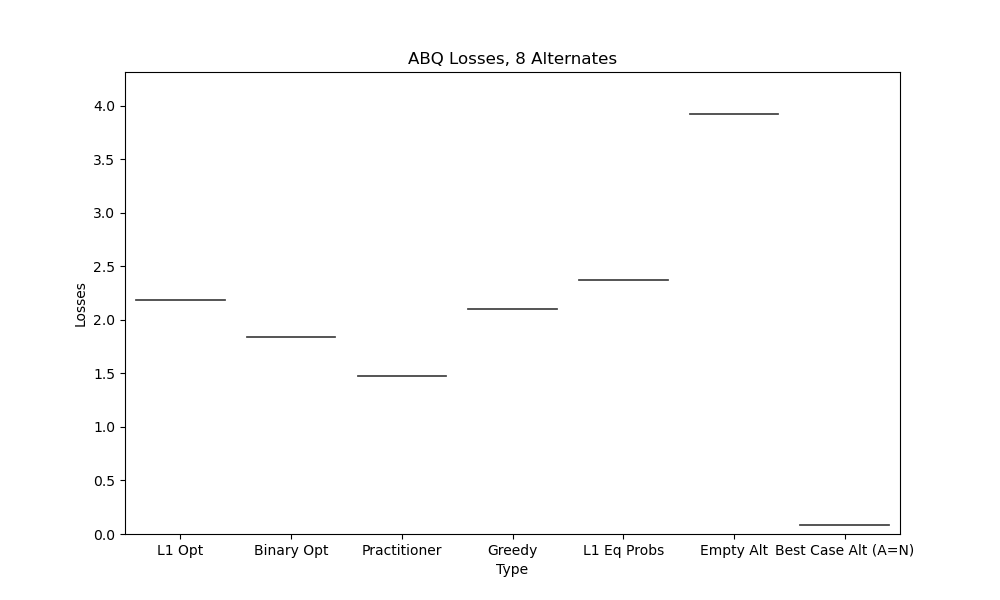 ABQ Losses, 8 Alternates
4.0
3.5
3.0
2.5
2.0
1.5
1.0
0.5
0.0
Losses
L1 Opt
Binary Opt
Practitioner
Greedy
L1 Eq Probs
Empty Alt
Best Case Alt (A=N)
Type